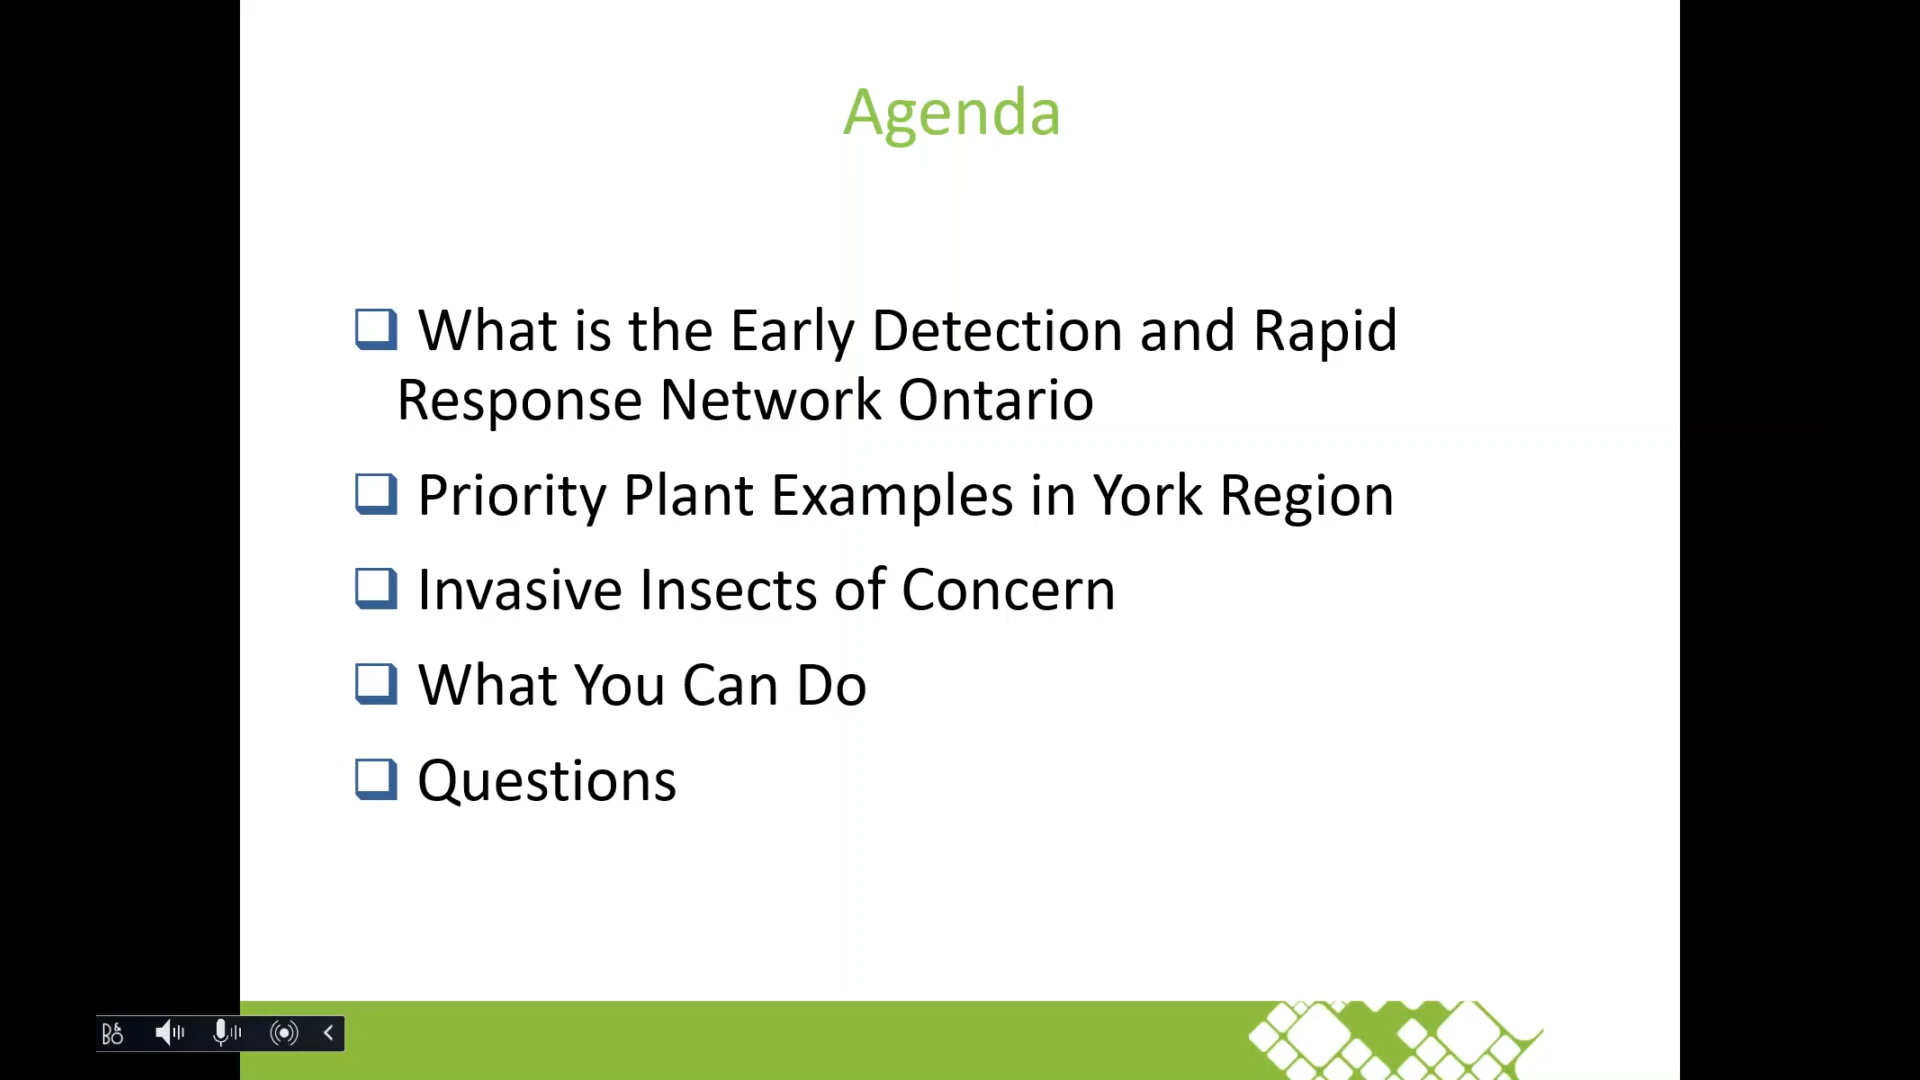 Agenda
What is the Early Detection and Rapid
Response Network Ontario
Priority Plant Examples in York Region
Invasive Insects of Concern
What You Can Do
Questions
B&O